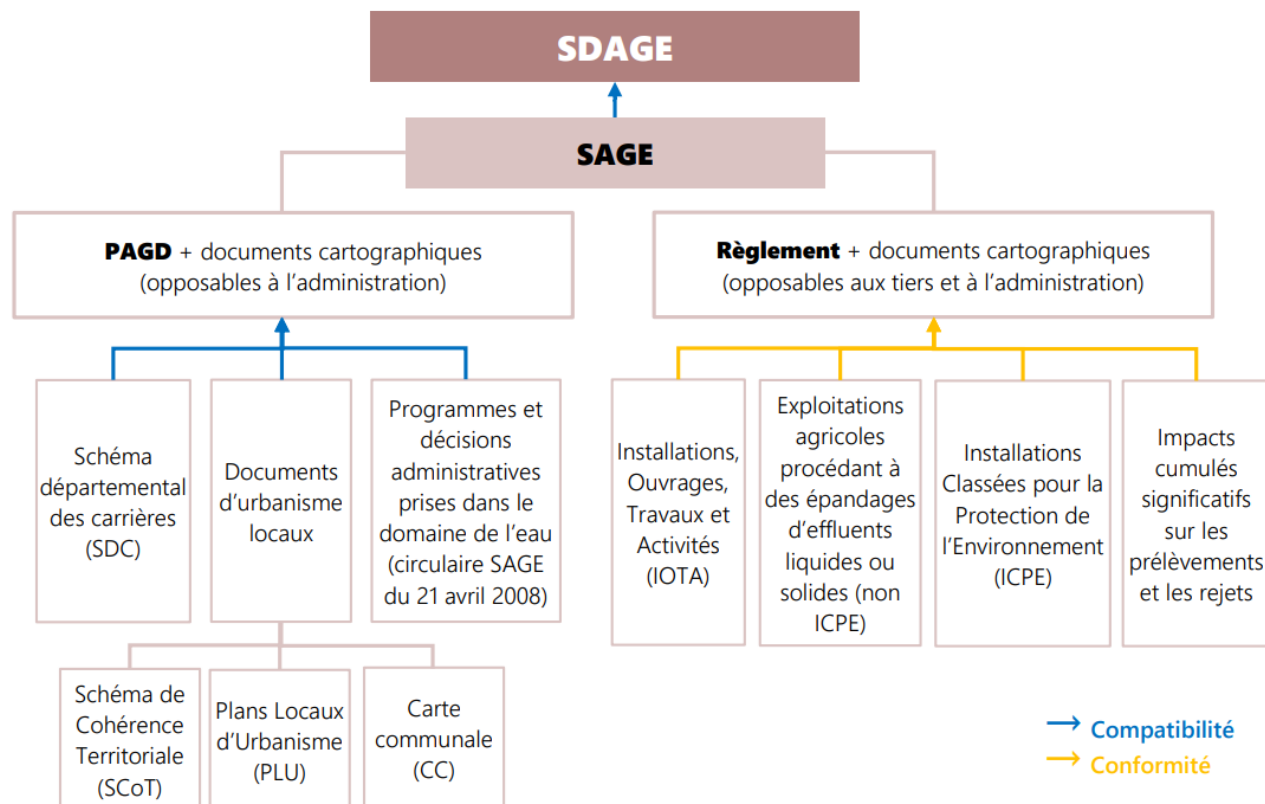 SDAGE
SAGE
PAGD + documents cartographiques
(opposables à l’administration)
Règlement + documents cartographiques
(opposables aux tiers et à l’administration)
Schéma
départemental
des carrières
(SDC)
Documents
d’urbanisme
locaux
Programmes et
décisions
administratives
prises dans le
domaine de l’eau
(circulaire SAGE
du 21 avril 2008)
Installations,
Ouvrages,
Travaux et
Activités
(IOTA)
Exploitations
agricoles
procédant à
des épandages
d’effluents
liquides ou
solides (non
ICPE)
Installations
Classées pour la
Protection de
l’Environnement
(ICPE)
Impacts
cumulés
significatifs
sur les
prélèvements
et les rejets
Schéma de
Cohérence
Territoriale
(SCoT)
Plans Locaux
d’Urbanisme
(PLU)
Carte
communale
(CC)
Compatibilité
Conformité